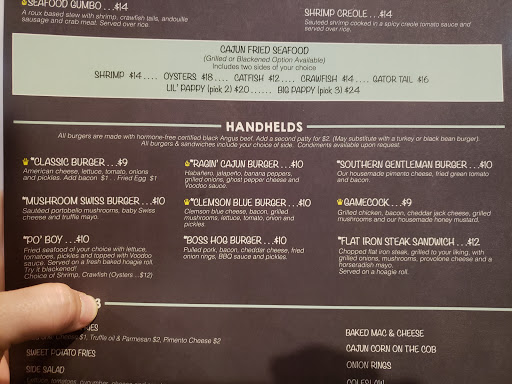 SEAFOOD GUMBO...$14
A roux based stew with shrimp, crawfish tails, andouille
sausage and crab meat. Served over rice.
SHRIMP CREOLE...$14
Sauteed shrimp cooked in a spicy creole tomato sauce and
served over rice.
CAJUN FRIED SEAFOOD
(Grilled or Blackened Option Available)
Includes two sides of your choice
SHRIMP $14.... OYSTERS $18.... CATFISH $12.... CRAWFISH $14.... GATOR TAIL $16
LIL' PAPPY (pick 2) $20...... BIG PAPPY (pick 3) $24
HANDHELDS
All burgers are made with hormone-free certified black Angus beef. Add a second patty for $2. (May substitute with a turkey or black bean burger).
All burgers & sandwiches include your choice of side. Condiments available upon request.
*CLASSIC BURGER...$9
American cheese, lettuce, tomato, onions
and pickles. Add bacon $1 . Fried Egg $1
*MUSHROOM SWISS BURGER...$10
Sautéed portobello mushrooms, baby Swiss
cheese and truffle mayo.
*PO' BOY...$10
Fried seafood of your choice with lettuce,
tomatoes, pickles and topped with Voodoo
sauce. Served on a fresh baked hoagie roll.
Try it blackened!
Choice of Shrimp, Crawfish (Oysters...$12)
*RAGIN' CAJUN BURGER...$10
Habañero, jalapeño, banana peppers,
grilled onions, ghost pepper cheese and
Voodoo sauce.
*CLEMSON BLUE BURGER...$10
Clemson blue cheese, bacon, grilled
mushrooms, lettuce, tomato, onion and
pickles.
*BOSS HOG BURGER...$10
Pulled pork, bacon, cheddar cheese, fried
onion rings, BBQ sauce and pickles.
*SOUTHERN GENTLEMAN BURGER...$10
Our housemade pimento cheese, fried green tomato
and bacon.
GAMECOCK...$9
Grilled chicken, bacon, cheddar jack cheese, grilled
mushrooms and our housemade honey mustard.
*FLAT IRON STEAK SANDWICH...$12
Chopped flat iron steak, grilled to your liking, with
grilled onions, mushrooms, provolone cheese and a
horseradish mayo.
Served on a hoagie roll.
$3
$1, Truffle oil & Parmesan $2, Pimento Cheese $2
SWEET POTATO FRIES
SIDE SALAD
BAKED MAC & CHEESE
CAJUN CORN ON THE COB
ONION RINGS
COLESLAW